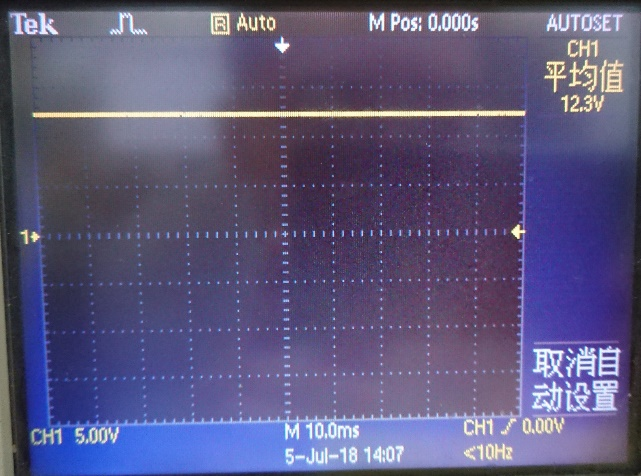 Tek
R Auto
M Pos: 0.000s
AUTOSET
CH1
平均值
12.3V
1
取消自
动设置
CH1 5.00V
M 10.0ms
CH1 0.00V
5-Jul-18 14:07
<10Hz